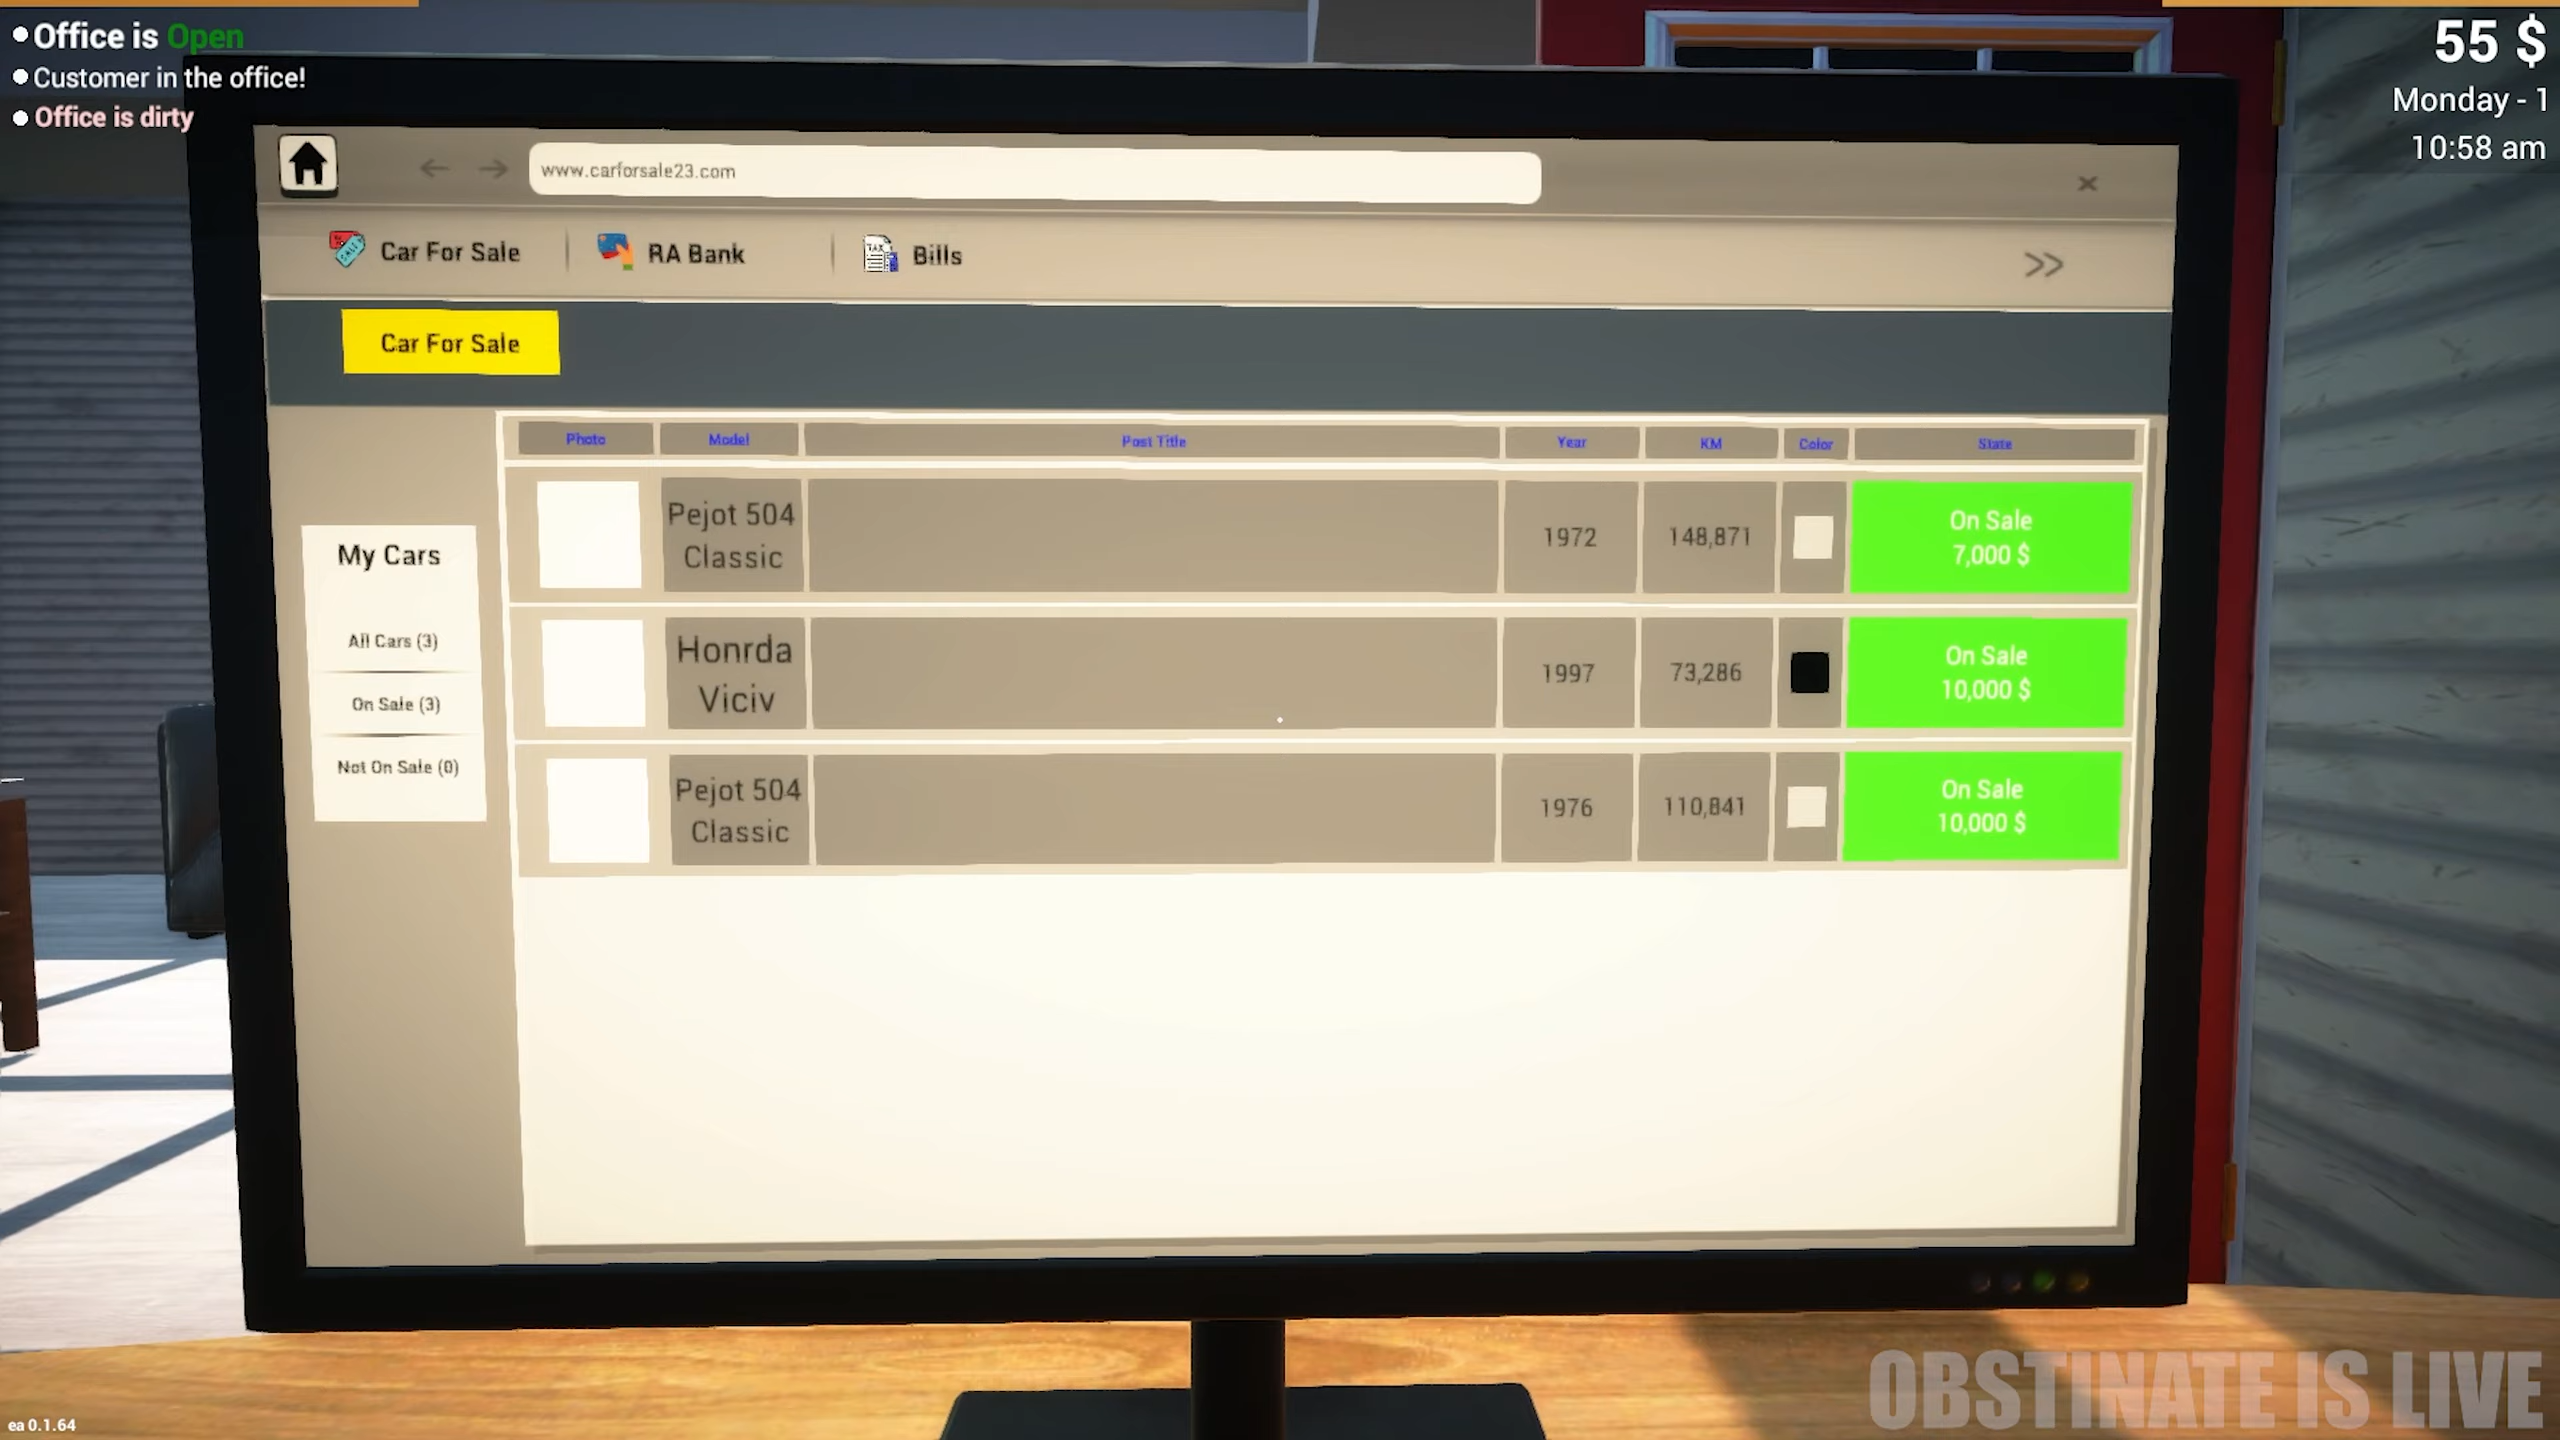 Office is Open
Customer in the office!
Office is dirty
55 $
Monday - 1
10:58 am
www.carforsale23.com
Car For Sale
RA Bank
TAX
Bills
>>
Car For Sale
Photo Model Post Title Year KM Color State
Pejot 504
Classic
1972
148,871
On Sale
7,000 $
Honrda
Viciv
1997
73,286
On Sale
10,000 $
Pejot 504
Classic
1976
110,841
On Sale
10,000 $
My Cars
All Cars (3)
On Sale (3)
Not On Sale (0)
ea 0.1.64
OBSTINATE IS LIVE